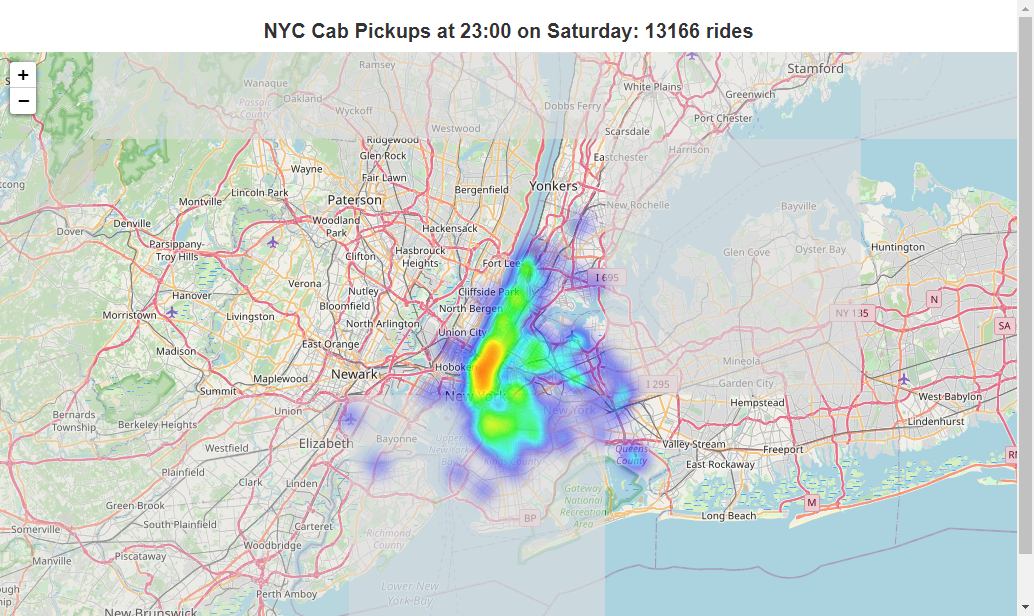 NYC Cab Pickups at 23:00 on Saturday: 13166 rides
+
−
Ramsey
Stamford
Wanaque
White Plains
Greenwich
Oakland
Passaic
County
Wyckoff
Dobbs Ferry
Port Chester
Westwood
Scarsdale
Ridgewood
Harrison
Glen Rock
Eastchester
Wayne
Fair Lawn
Bergenfield
Yonkers
Lincoln Park
Paterson
Montville
New Rochelle
Bayville
Denville
Woodland
Park
Hackensack
Dover
Parsippany-
Troy Hills
Hasbrouck
Heights
Clifton
Glen Cove
Oyster Bay
Huntington
Fort Lee
I 695
Verona
Nutley
Cliffside Park
Hanover
Bloomfield
North Bergen
N
Morristown
Livingston
North Arlington
NY 135
SA
Union City
East Orange
Madison
Mineola
Newark
Hoboke
Maplewood
I 295
Garden City
Summit
New York
West Babylon
Hempstead
Union
New York
Bernards
Township
Berkeley Heights
Lindenhurst
Elizabeth
Bayonne
Upper
Valley Stream
Freeport
Westfield
Queens
County
RN
East Rockaway
Plainfield
Clark
Linden
Gateway
National
Recreation
Area
M
Green Brook
Long Beach
BP
South Plainfield
Carteret
Somerville
Richmond
County
Woodbridge
Piscataway
Manville
Lower New
York Bay
Perth Amboy
New Brunswick